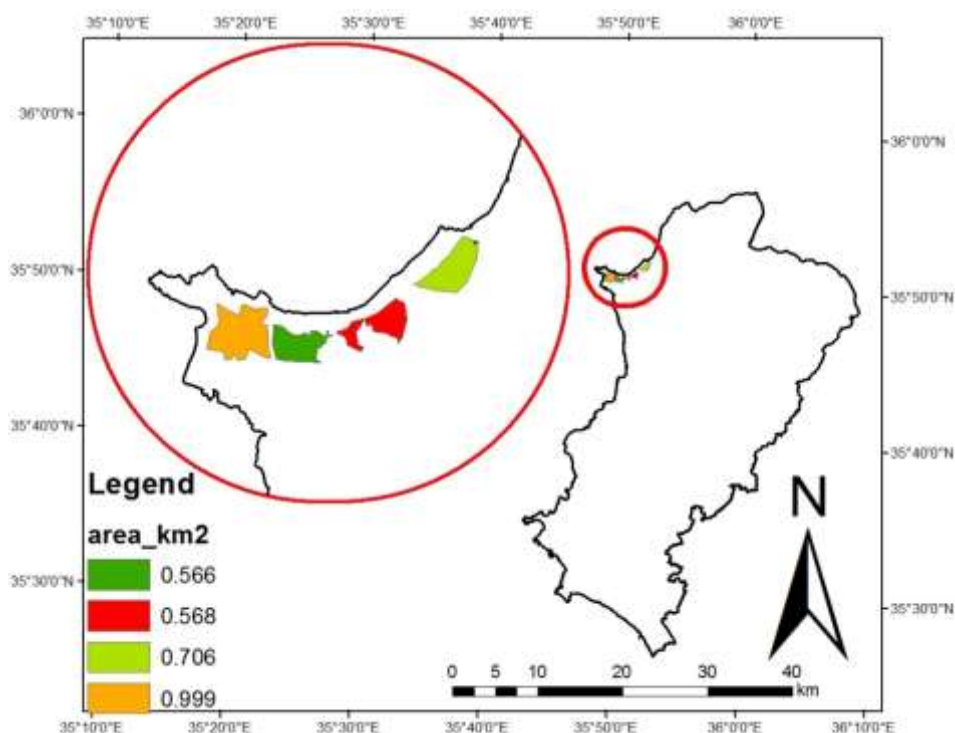 35°10'0"E 35°20'0"E 35°30'0"E 35°40'0"E 35°50'0"E 36°0'0"E
36°0'0"N
36°0'0"N
35°50'0"N
35°50'0"N
35°40'0"N
35°40'0"N
35°30'0"N
35°30'0"N
Legend
area_km2
0.566
0.568
0.706
0.999
N
0 5 10 20 30 40
km
35°10'0"E 35°20'0"E 35°30'0"E 35°40'0"E 35°50'0"E 36°0'0"E 36°10'0"E